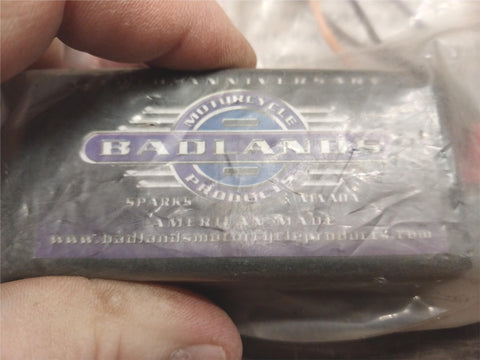 ANNIVERSARY
MOTORCYCLE
BADLANDS
PRODUCTS
SPARKS NEVADA
AMERICAN MADE
www.badlandsmotorcycleproducts.com